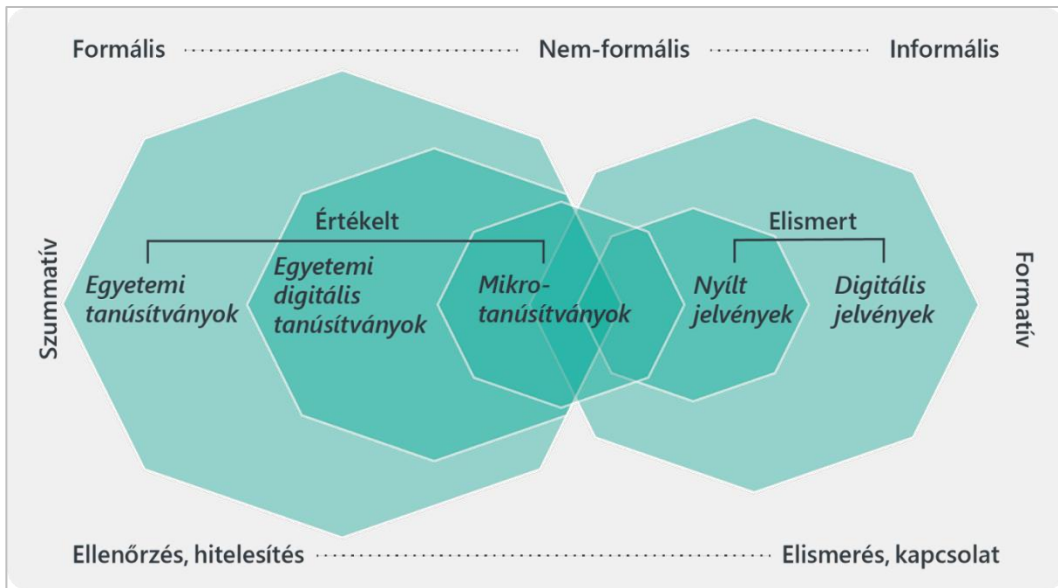 Formális
Nem-formális
Informális
Értékelt
Elismert
Szummatív
Egyetemi
tanúsítványok
Egyetemi
digitális
tanúsítványok
Mikro-
tanúsítványok
Nyílt
jelvények
Digitális
jelvények
Formatív
Ellenőrzés, hitelesítés
Elismerés, kapcsolat